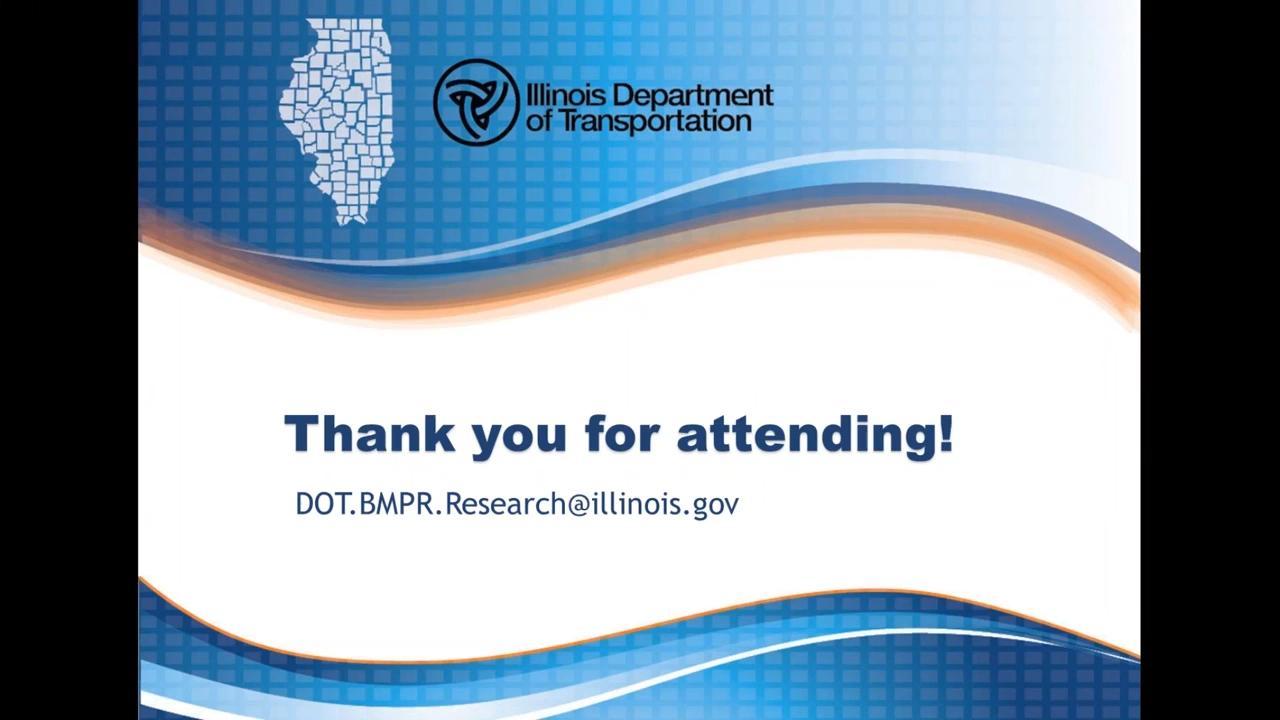 Illinois Department
of Transportation
Thank you for attending!
DOT.BMPR.Research@illinois.gov